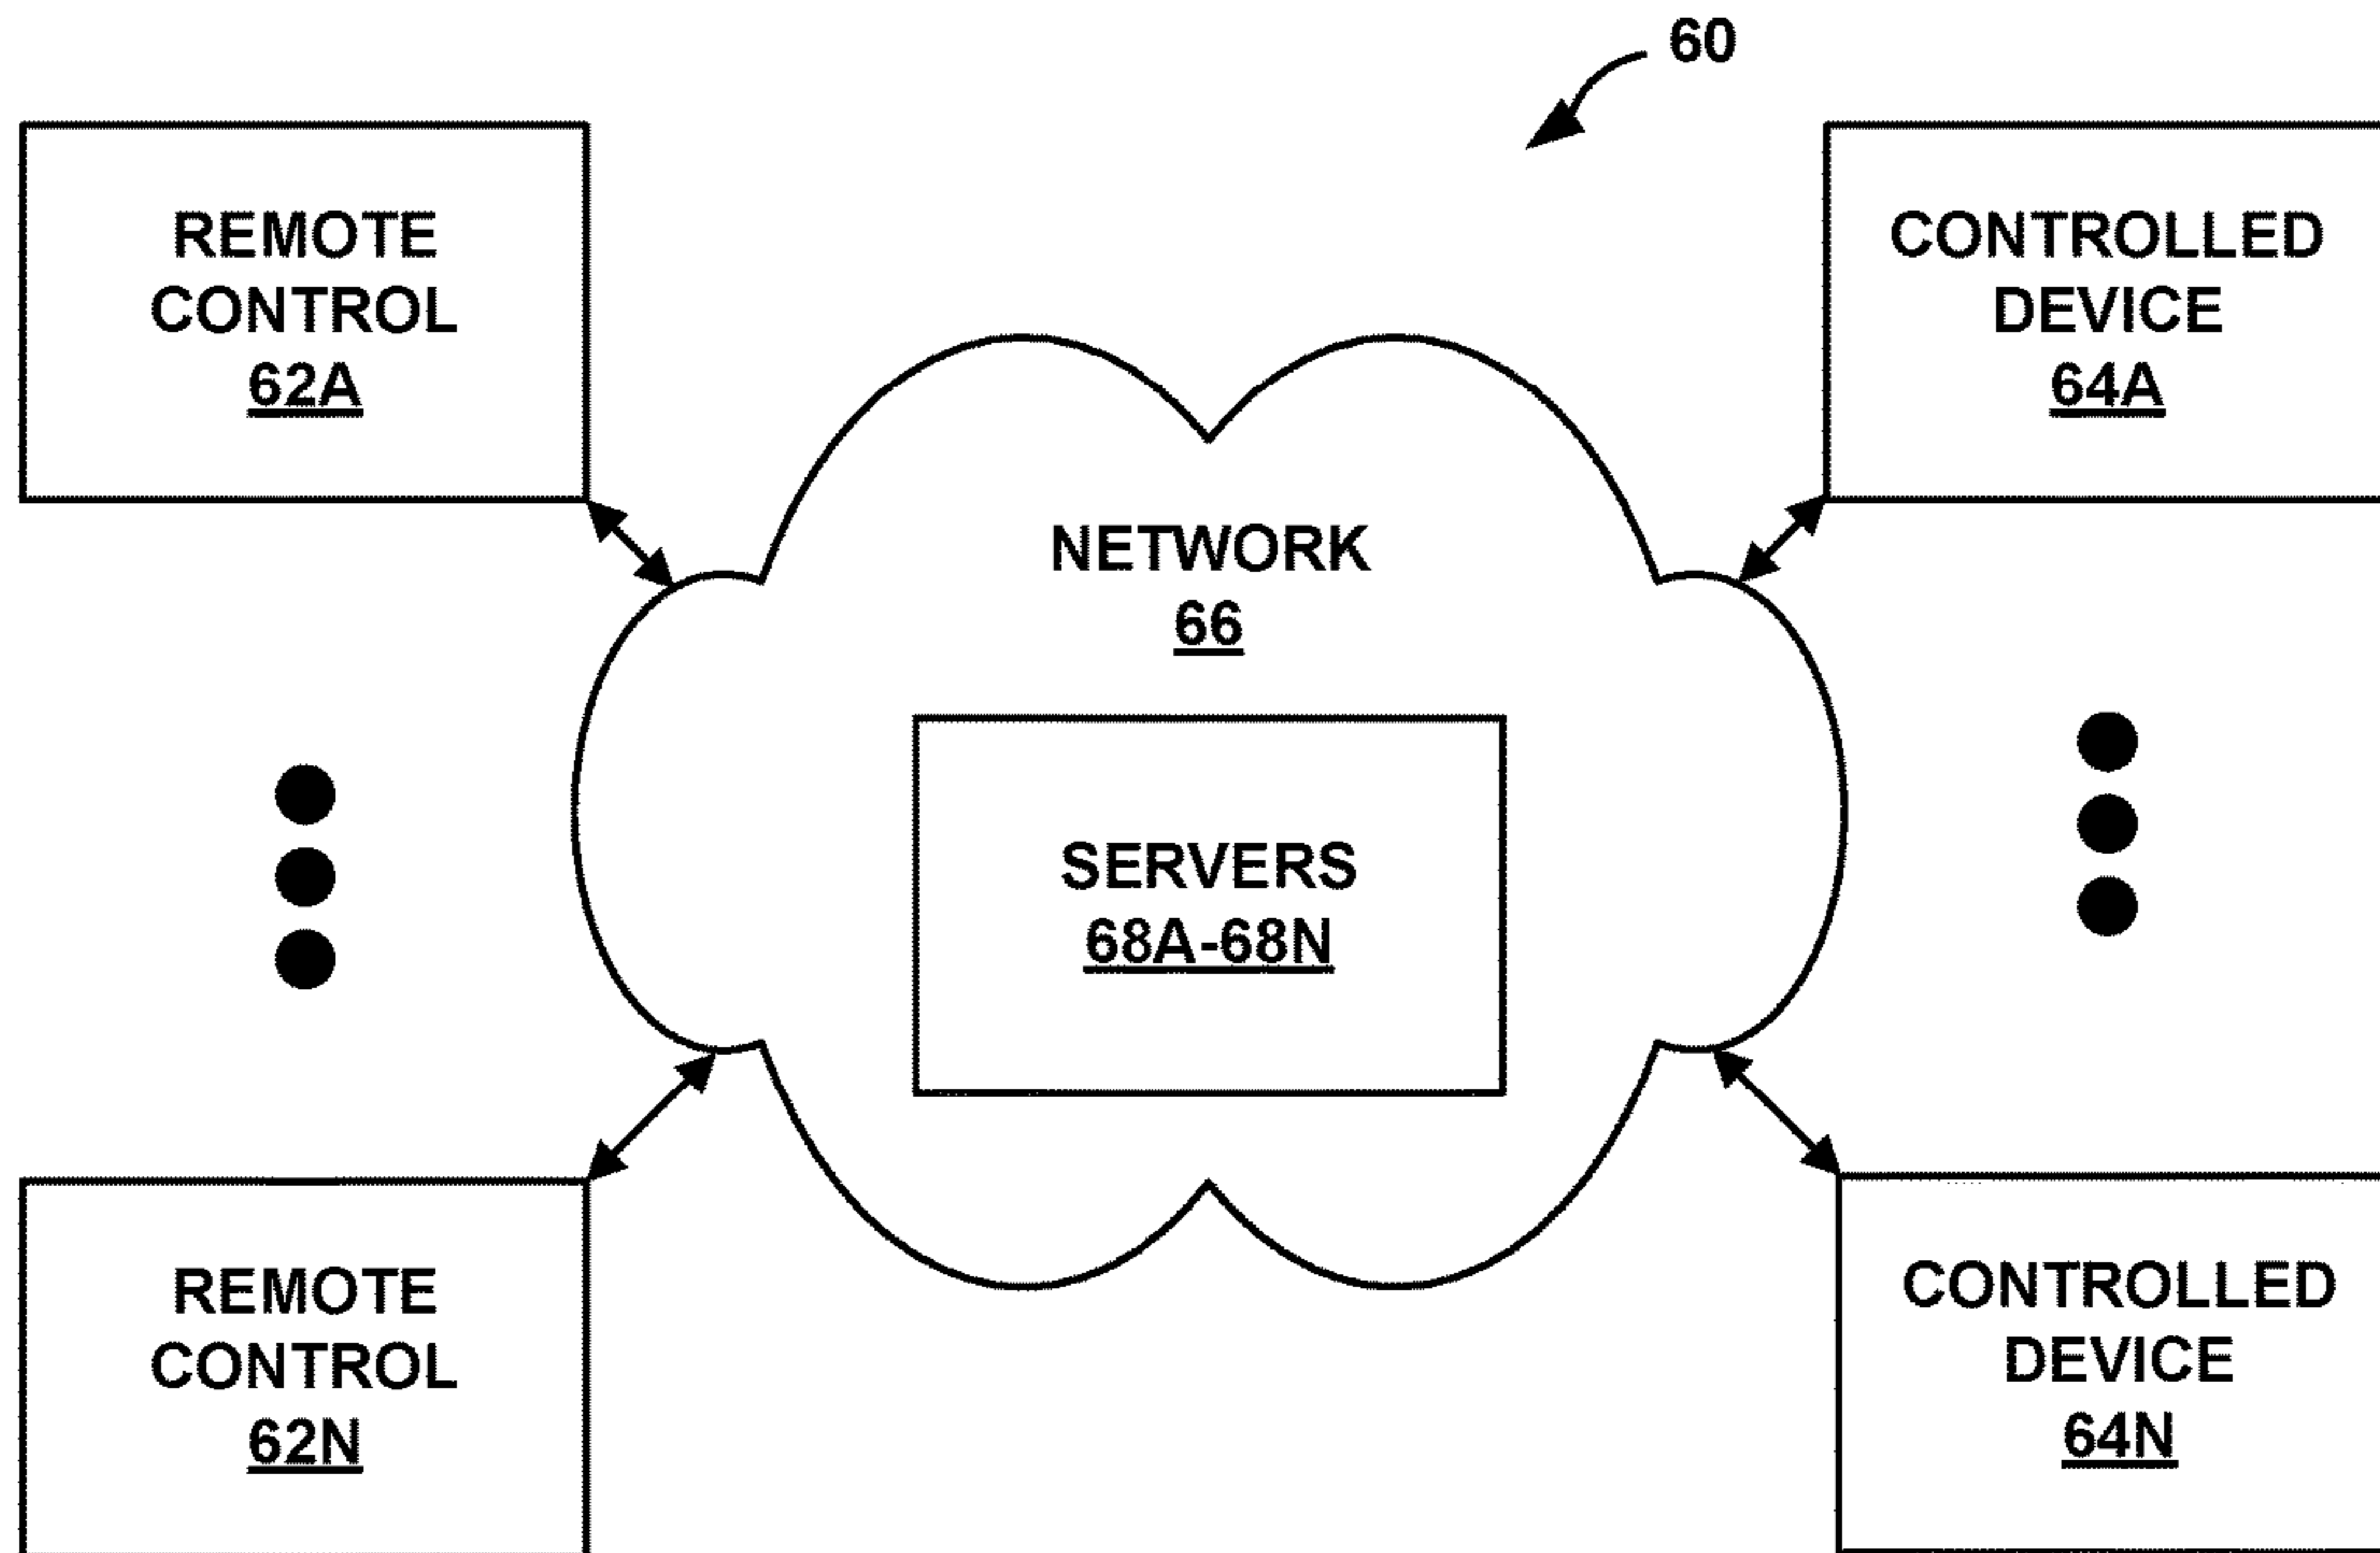 60
REMOTE
CONTROL
62A
CONTROLLED
DEVICE
64A
NETWORK
66
SERVERS
68A-68N
REMOTE
CONTROL
62N
CONTROLLED
DEVICE
64N